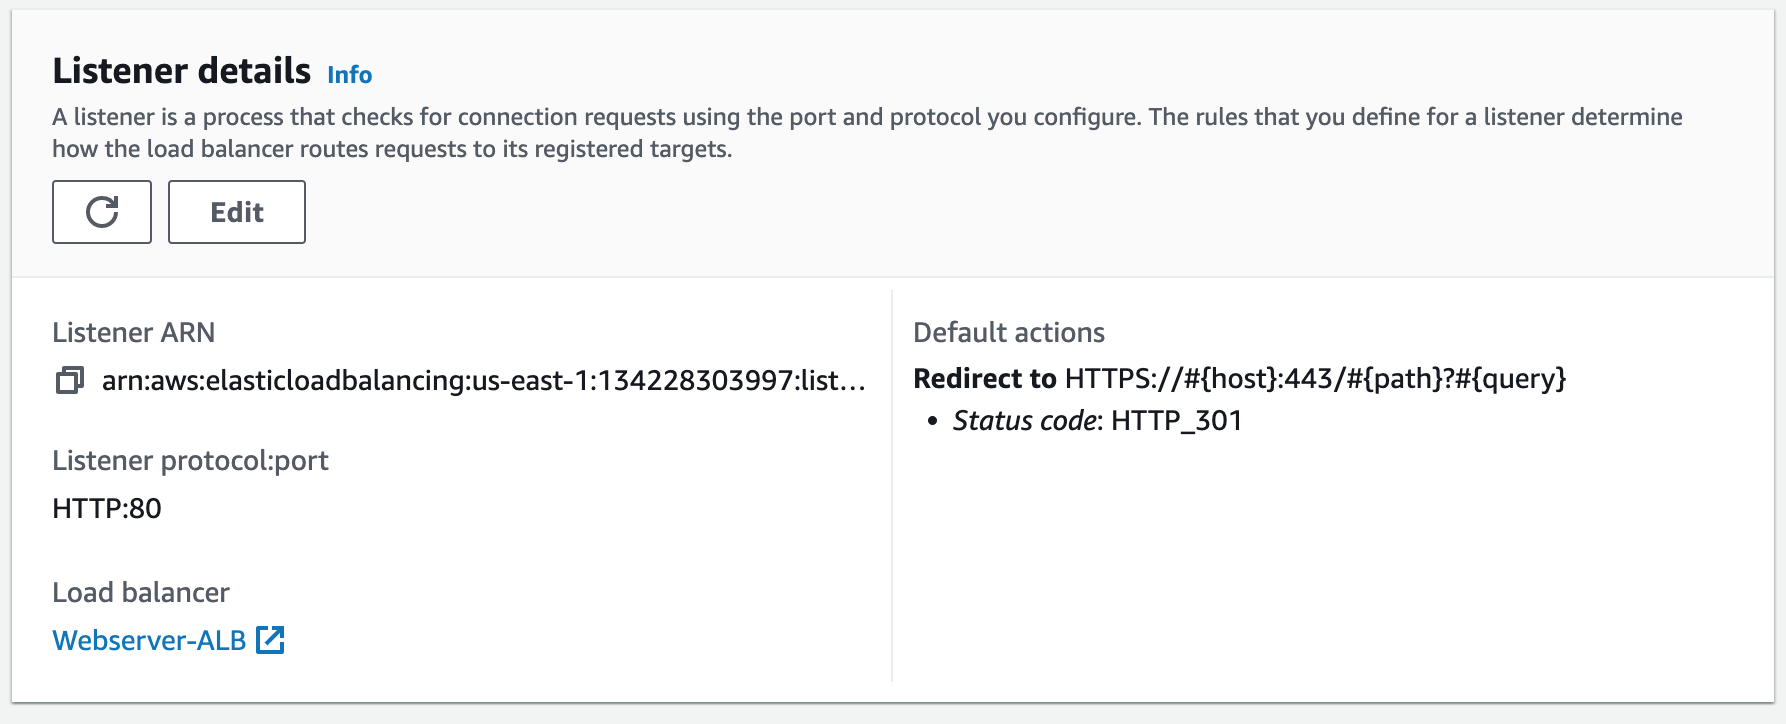 Listener details Info
A listener is a process that checks for connection requests using the port and protocol you configure. The rules that you define for a listener determine
how the load balancer routes requests to its registered targets.
Edit
Listener ARN
arn:aws:elasticloadbalancing:us-east-1:134228303997:list...
Listener protocol:port
HTTP:80
Load balancer
Webserver-ALB
Default actions
Redirect to HTTPS://#{host}:443/#{path}?#{query}
• Status code: HTTP_301